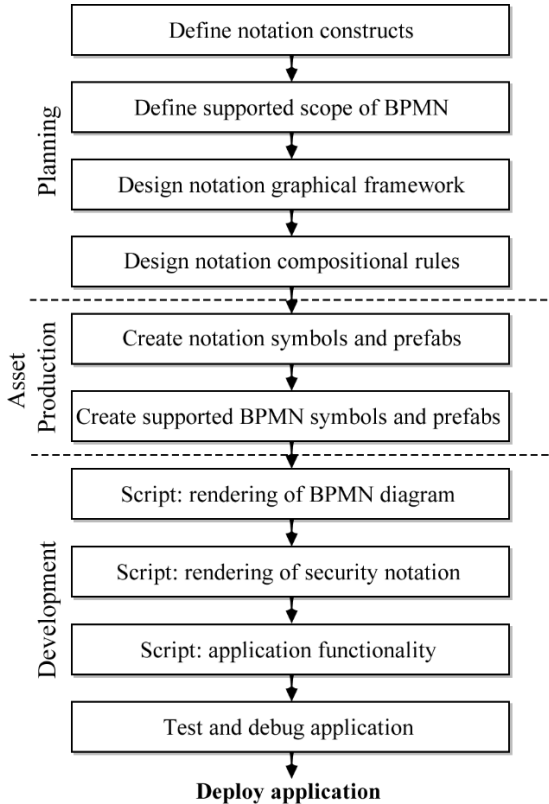 Planning
Define notation constructs
Define supported scope of BPMN
Design notation graphical framework
Design notation compositional rules
Asset
Production
Create notation symbols and prefabs
Create supported BPMN symbols and prefabs
Development
Script: rendering of BPMN diagram
Script: rendering of security notation
Script: application functionality
Test and debug application
Deploy application